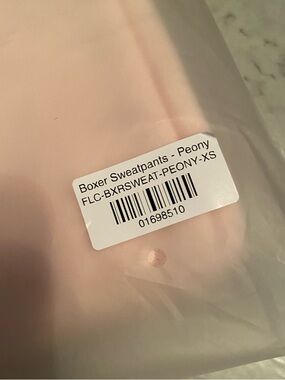 Boxer Sweatpants - Peony
FLC-BXRSWEAT-PEONY-XS
01698510